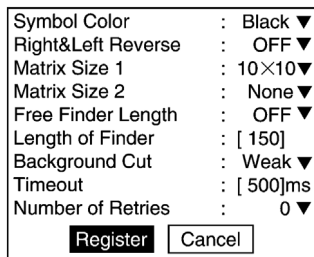 Symbol Color : Black ▼
Right&Left Reverse : OFF ▼
Matrix Size 1 : 10×10▼
Matrix Size 2 : None▼
Free Finder Length : OFF ▼
Length of Finder : [ 150]
Background Cut : Weak ▼
Timeout : [ 500]ms
Number of Retries : 0 ▼
Register Cancel